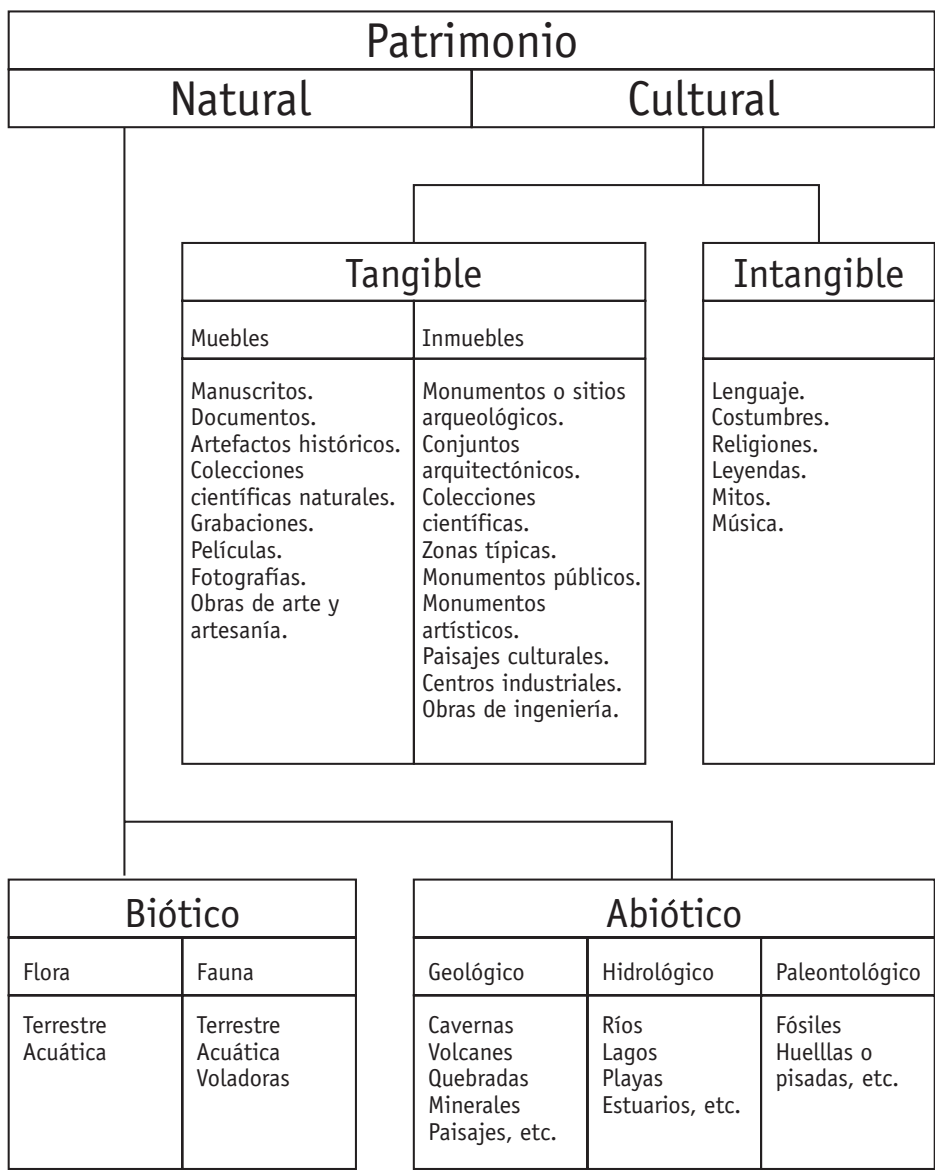 Patrimonio
Natural
Cultural
Tangible
Muebles
Manuscritos.
Documentos.
Artefactos históricos.
Colecciones
científicas naturales.
Grabaciones.
Películas.
Fotografías.
Obras de arte y
artesanía.
Inmuebles
Monumentos o sitios
arqueológicos.
Conjuntos
arquitectónicos.
Colecciones
científicas.
Zonas típicas.
Monumentos públicos.
Monumentos
artísticos.
Paisajes culturales.
Centros industriales.
Obras de ingeniería.
Intangible
Lenguaje.
Costumbres.
Religiones.
Leyendas.
Mitos.
Música.
Biótico
Flora
Terrestre
Acuática
Fauna
Terrestre
Acuática
Voladoras
Abiótico
Geológico
Cavernas
Volcanes
Quebradas
Minerales
Paisajes, etc.
Hidrológico
Ríos
Lagos
Playas
Estuarios, etc.
Paleontológico
Fósiles
Huelllas o
pisadas, etc.